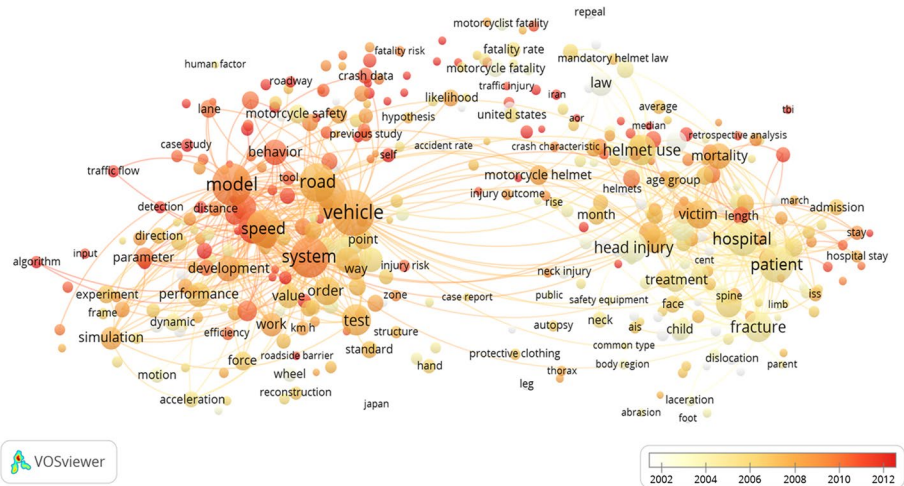 repeal
motorcyclist fatality
fatality risk
fatality rate
mandatory helmet law
human factor
motorcycle fatality
roadway
crash data
traffic injury
iran
law
likelihood
lane
motorcycle safety
hypothesis
united states
aor
average
tbi
median
previous study
retrospective analysis
case study
behavior
self
accident rate
crash characteristic
helmet use
mortality
traffic flow
model
tool
road
motorcycle helmet
helmets
age group
injury outcome
rise
march
detection
distance
vehicle
month
victim
length
admission
speed
direction
point
head injury
hospital
stay
algorithm
input
parameter
system
cent
hospital stay
development
way
injury risk
neck injury
patient
treatment
experiment
performance
value
order
zone
case report
public
safety equipment
face
spine
limb
iss
frame
dynamic
efficiency
work
km h
test
structure
autopsy
neck
ais
child
fracture
simulation
standard
common type
force
roadside barrier
protective clothing
dislocation
motion
wheel
hand
thorax
body region
parent
leg
acceleration
reconstruction
japan
laceration
abrasion
foot
VOSviewer
2002 2004 2006 2008 2010 2012